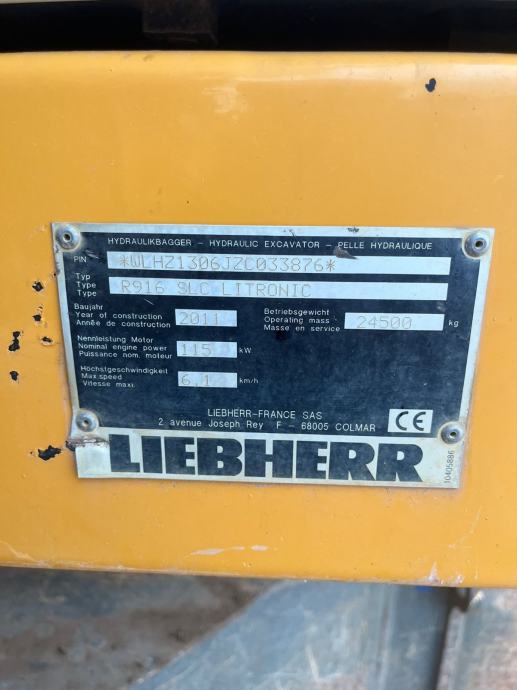 HYDRAULIKBAGGER - HYDRAULIC EXCAVATOR - PELLE HYDRAULIQUE
PIN *WLHZ1306JZC033876*
Typ
Type R916 SLC LITRONIC
Type
Baujahr
Year of construction 2011
Année de construction
Betriebsgewicht
Operating mass 24500 kg
Masse en service
Nennleistung Motor
Nominal engine power 115 kW
Puissance nom. moteur
Höchstgeschwindigkeit
Max.speed 6,1 km/h
Vitesse maxi.
LIEBHERR-FRANCE SAS
2 avenue Joseph Rey F - 68005 COLMAR
CE
LIEBHERR
10405886